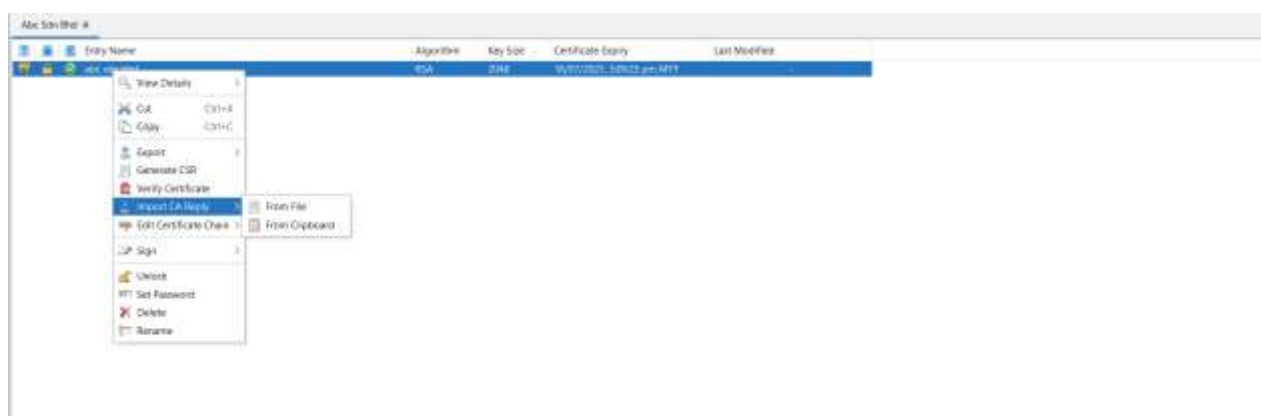 Abc Sdn Bhd
Entry Name Algorithm Key Size Certificate Expiry Last Modified
RSA 2048 MYT
View Details
Cut
Copy Ctrl+C
Export
Generate CSR
Verify Certificate
Import CA Reply From File
Edit Certificate Chain From Clipboard
Sign
Unlock
Set Password
Delete
Rename